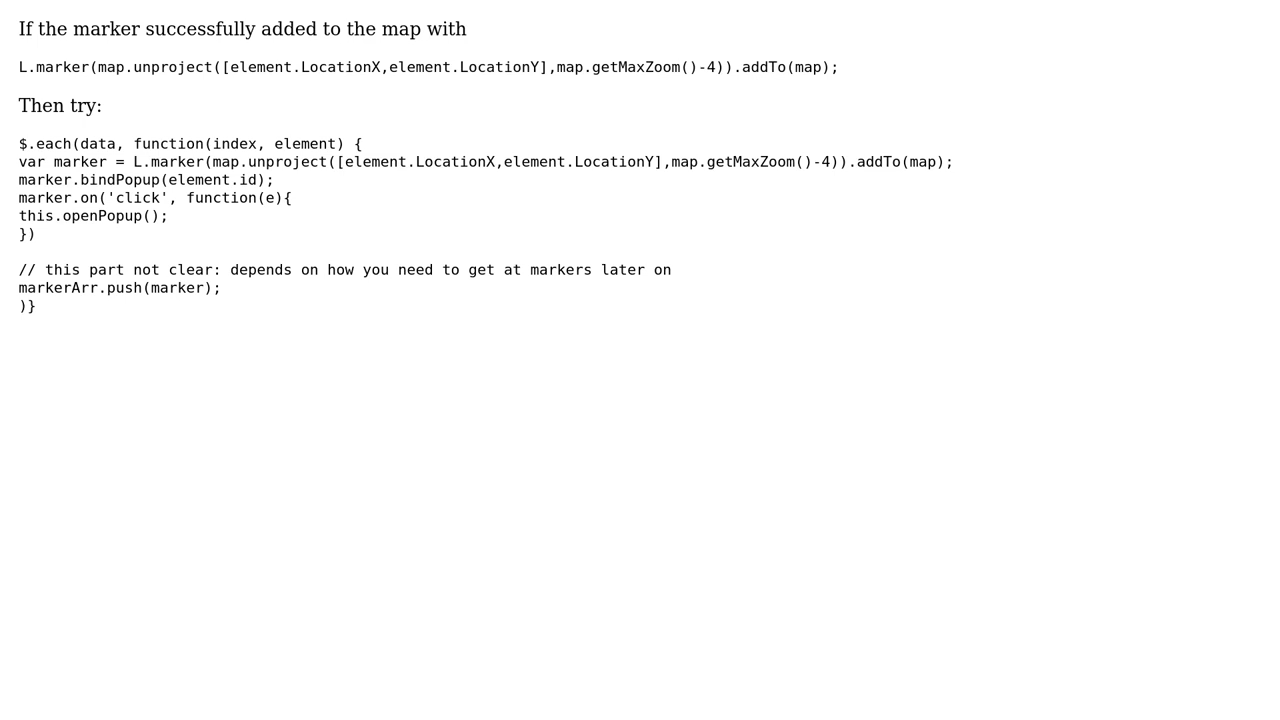 If the marker successfully added to the map with
L.marker(map.unproject([element.LocationX,element.LocationY],map.getMaxZoom()-4)).addTo(map);
Then try:
$.each(data, function(index, element) {
var marker = L.marker(map.unproject([element.LocationX,element.LocationY],map.getMaxZoom()-4)).addTo(map);
marker.bindPopup(element.id);
marker.on('click', function(e){
this.openPopup();
})
// this part not clear: depends on how you need to get at markers later on
markerArr.push(marker);
)}